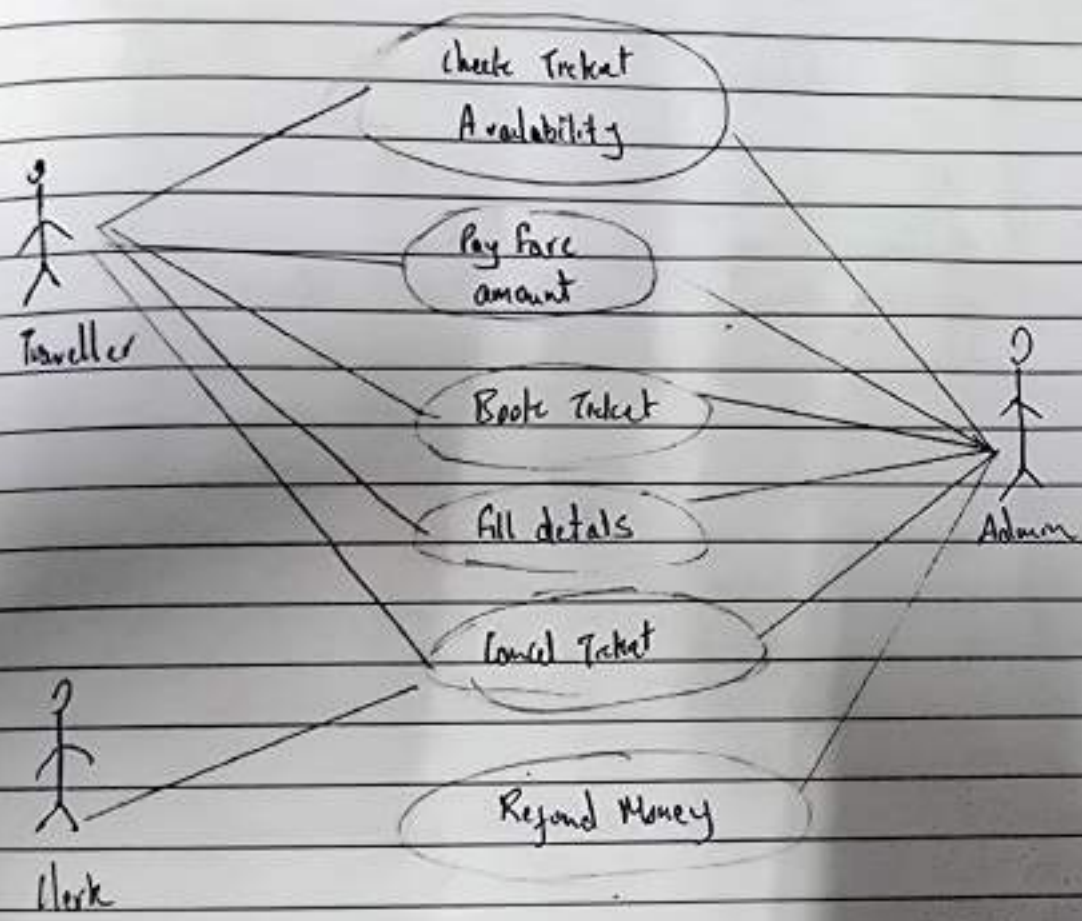 Check Ticket
Availability
Pay fare
amount
Traveller
Book Ticket
fill details
Admin
Cancel Ticket
Refund Money
Clerk